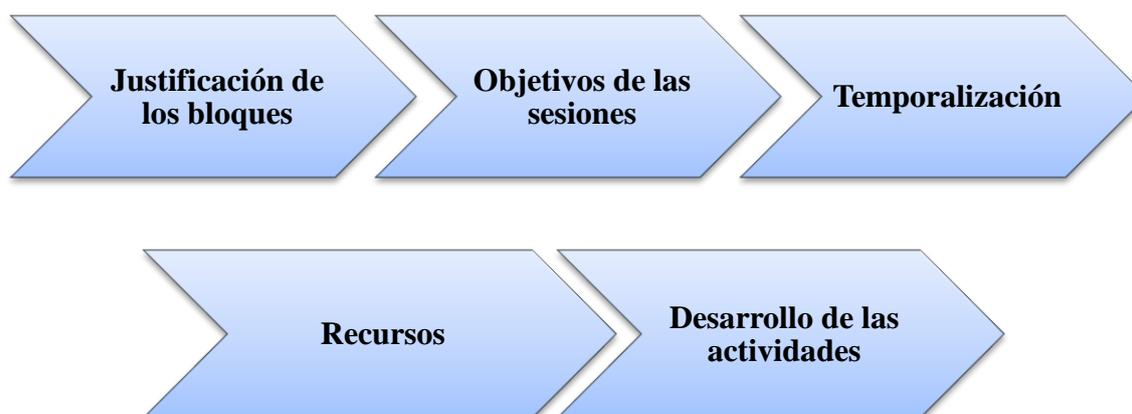 Justificación de
los bloques
Objetivos de las
sesiones
Temporalización
Recursos
Desarrollo de las
actividades